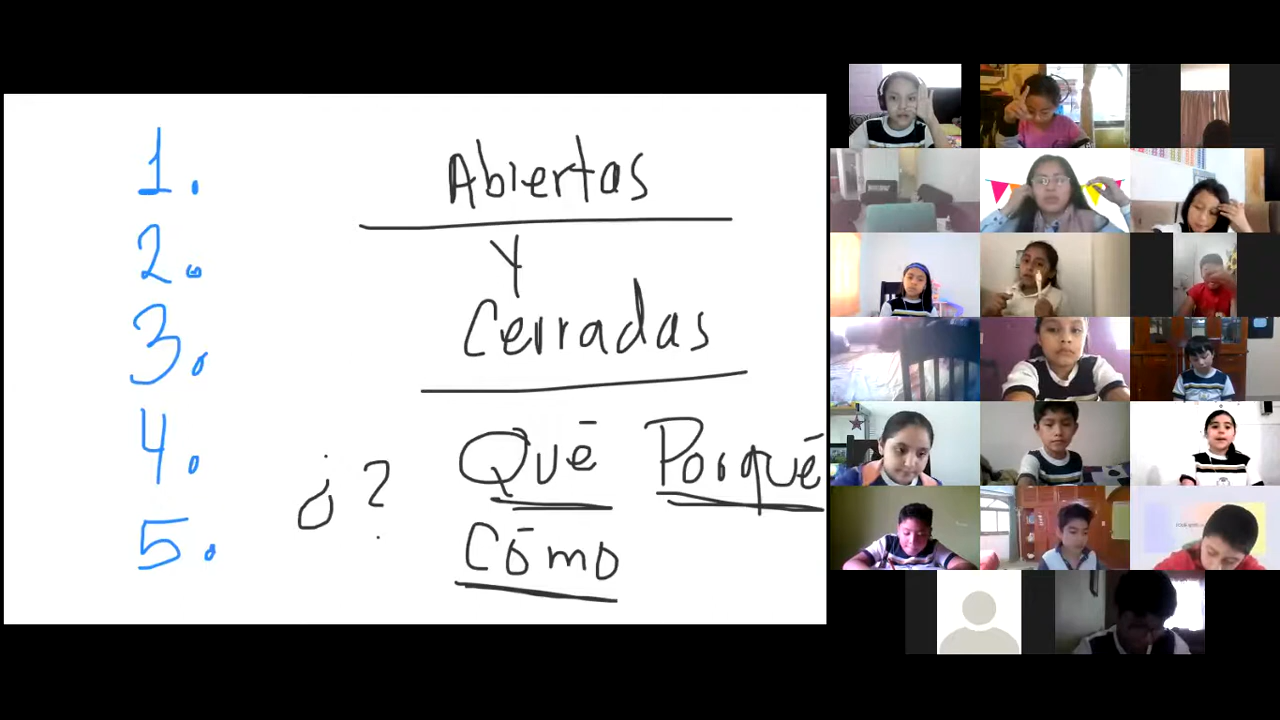 1.
2.
3.
4.
5.
Abiertas
Y
Cerradas
¿? Qué Porqué
Cómo